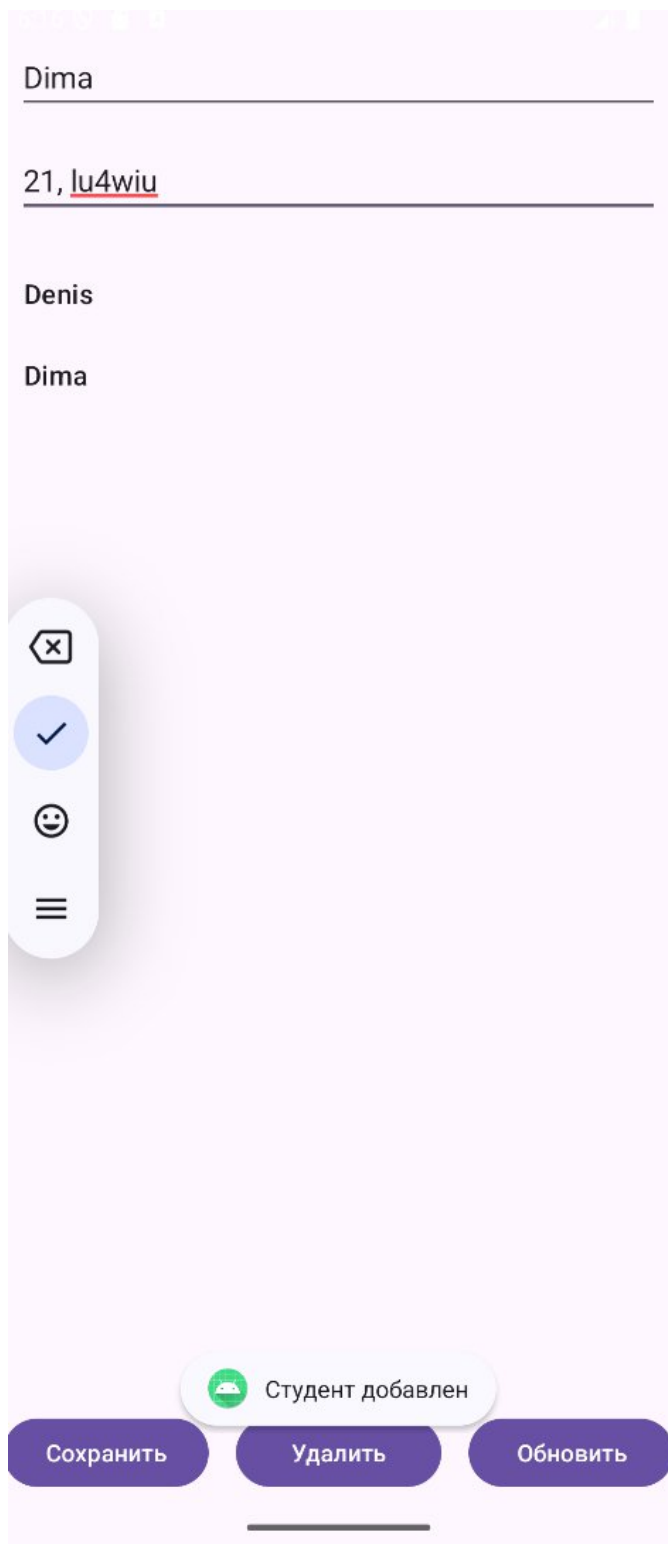 Dima
21, lu4wiu
Denis
Dima
Студент добавлен
Сохранить
Удалить
Обновить